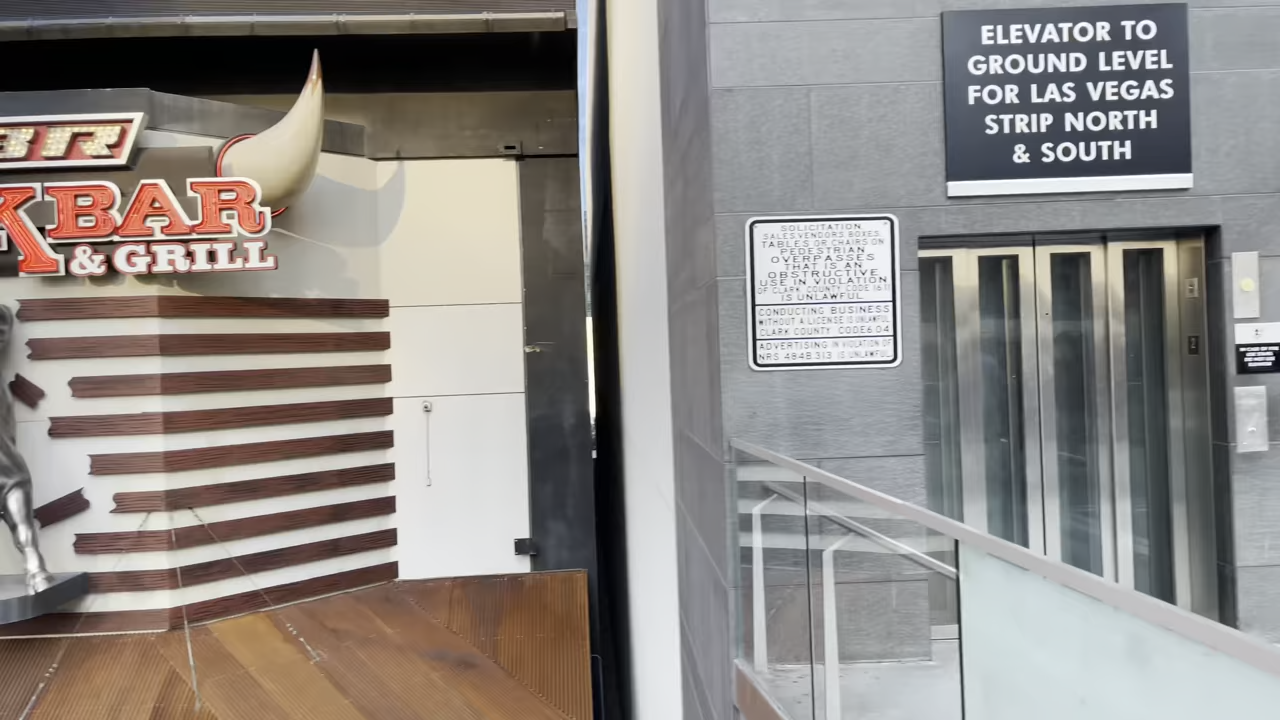 BR
KBAR
& GRILL
ELEVATOR TO
GROUND LEVEL
FOR LAS VEGAS
STRIP NORTH
& SOUTH
SOLICITATION,
SALES, VENDORS, BOXES,
TABLES OR CHAIRS ON
PEDESTRIAN
OVERPASSES
THAT IS AN
OBSTRUCTIVE
USE IN VIOLATION
OF CLARK COUNTY CODE 16.11
IS UNLAWFUL
CONDUCTING BUSINESS
WITHOUT A LICENSE IS UNLAWFUL
CLARK COUNTY CODE 6.04
ADVERTISING IN VIOLATION OF
NRS 484B.313 IS UNLAWFUL
2